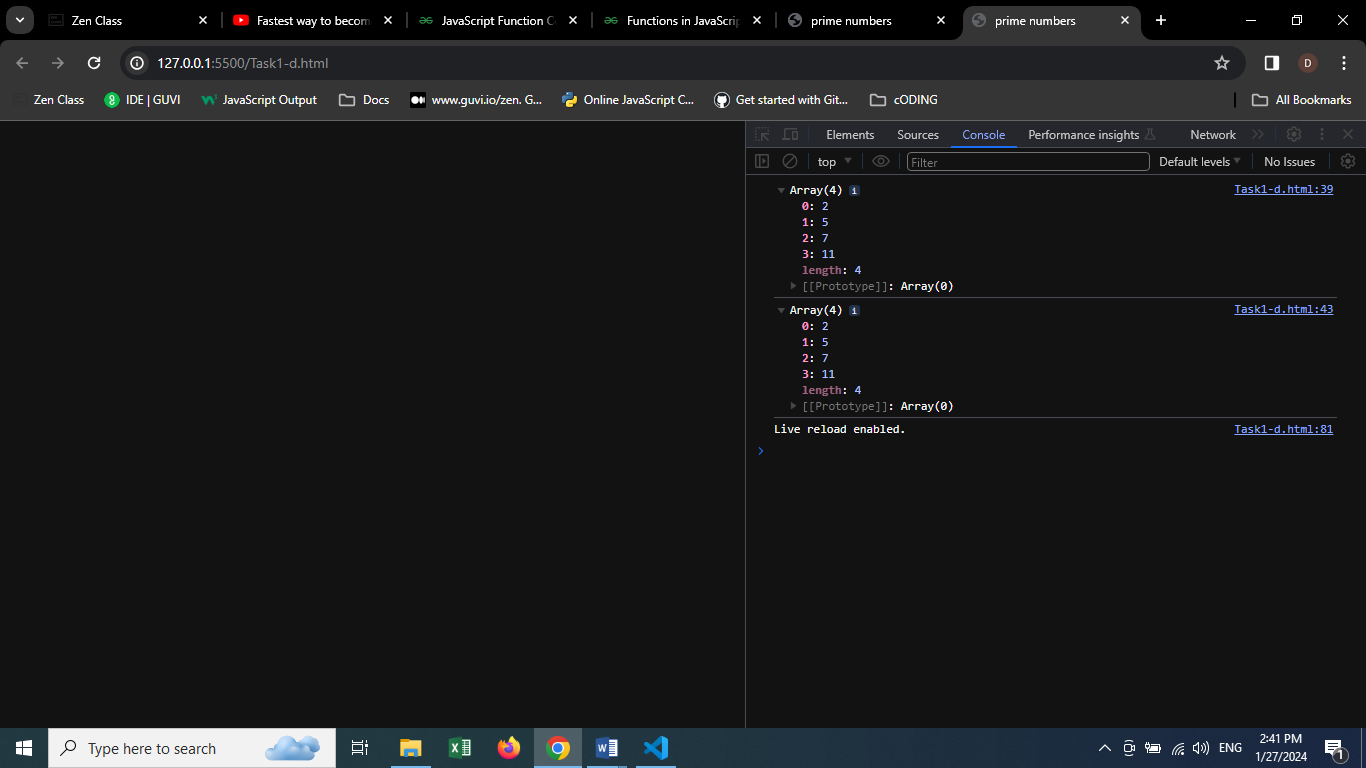 Zen Class
Fastest way to becom
JavaScript Function C
Functions in JavaScrip
prime numbers
prime numbers
127.0.0.1:5500/Task1-d.html
D
Zen Class
IDE | GUVI
JavaScript Output
Docs
www.guvi.io/zen. G...
Online JavaScript C...
Get started with Git...
cODING
All Bookmarks
Elements
Sources
Console
Performance insights
Network
top
Filter
Default levels
No Issues
Array(4) i
Task1-d.html:39
0: 2
1: 5
2: 7
3: 11
length: 4
[[Prototype]]: Array(0)
Array(4) i
Task1-d.html:43
0: 2
1: 5
2: 7
3: 11
length: 4
[[Prototype]]: Array(0)
Live reload enabled.
Task1-d.html:81
Type here to search
ENG
2:41 PM
1/27/2024
1